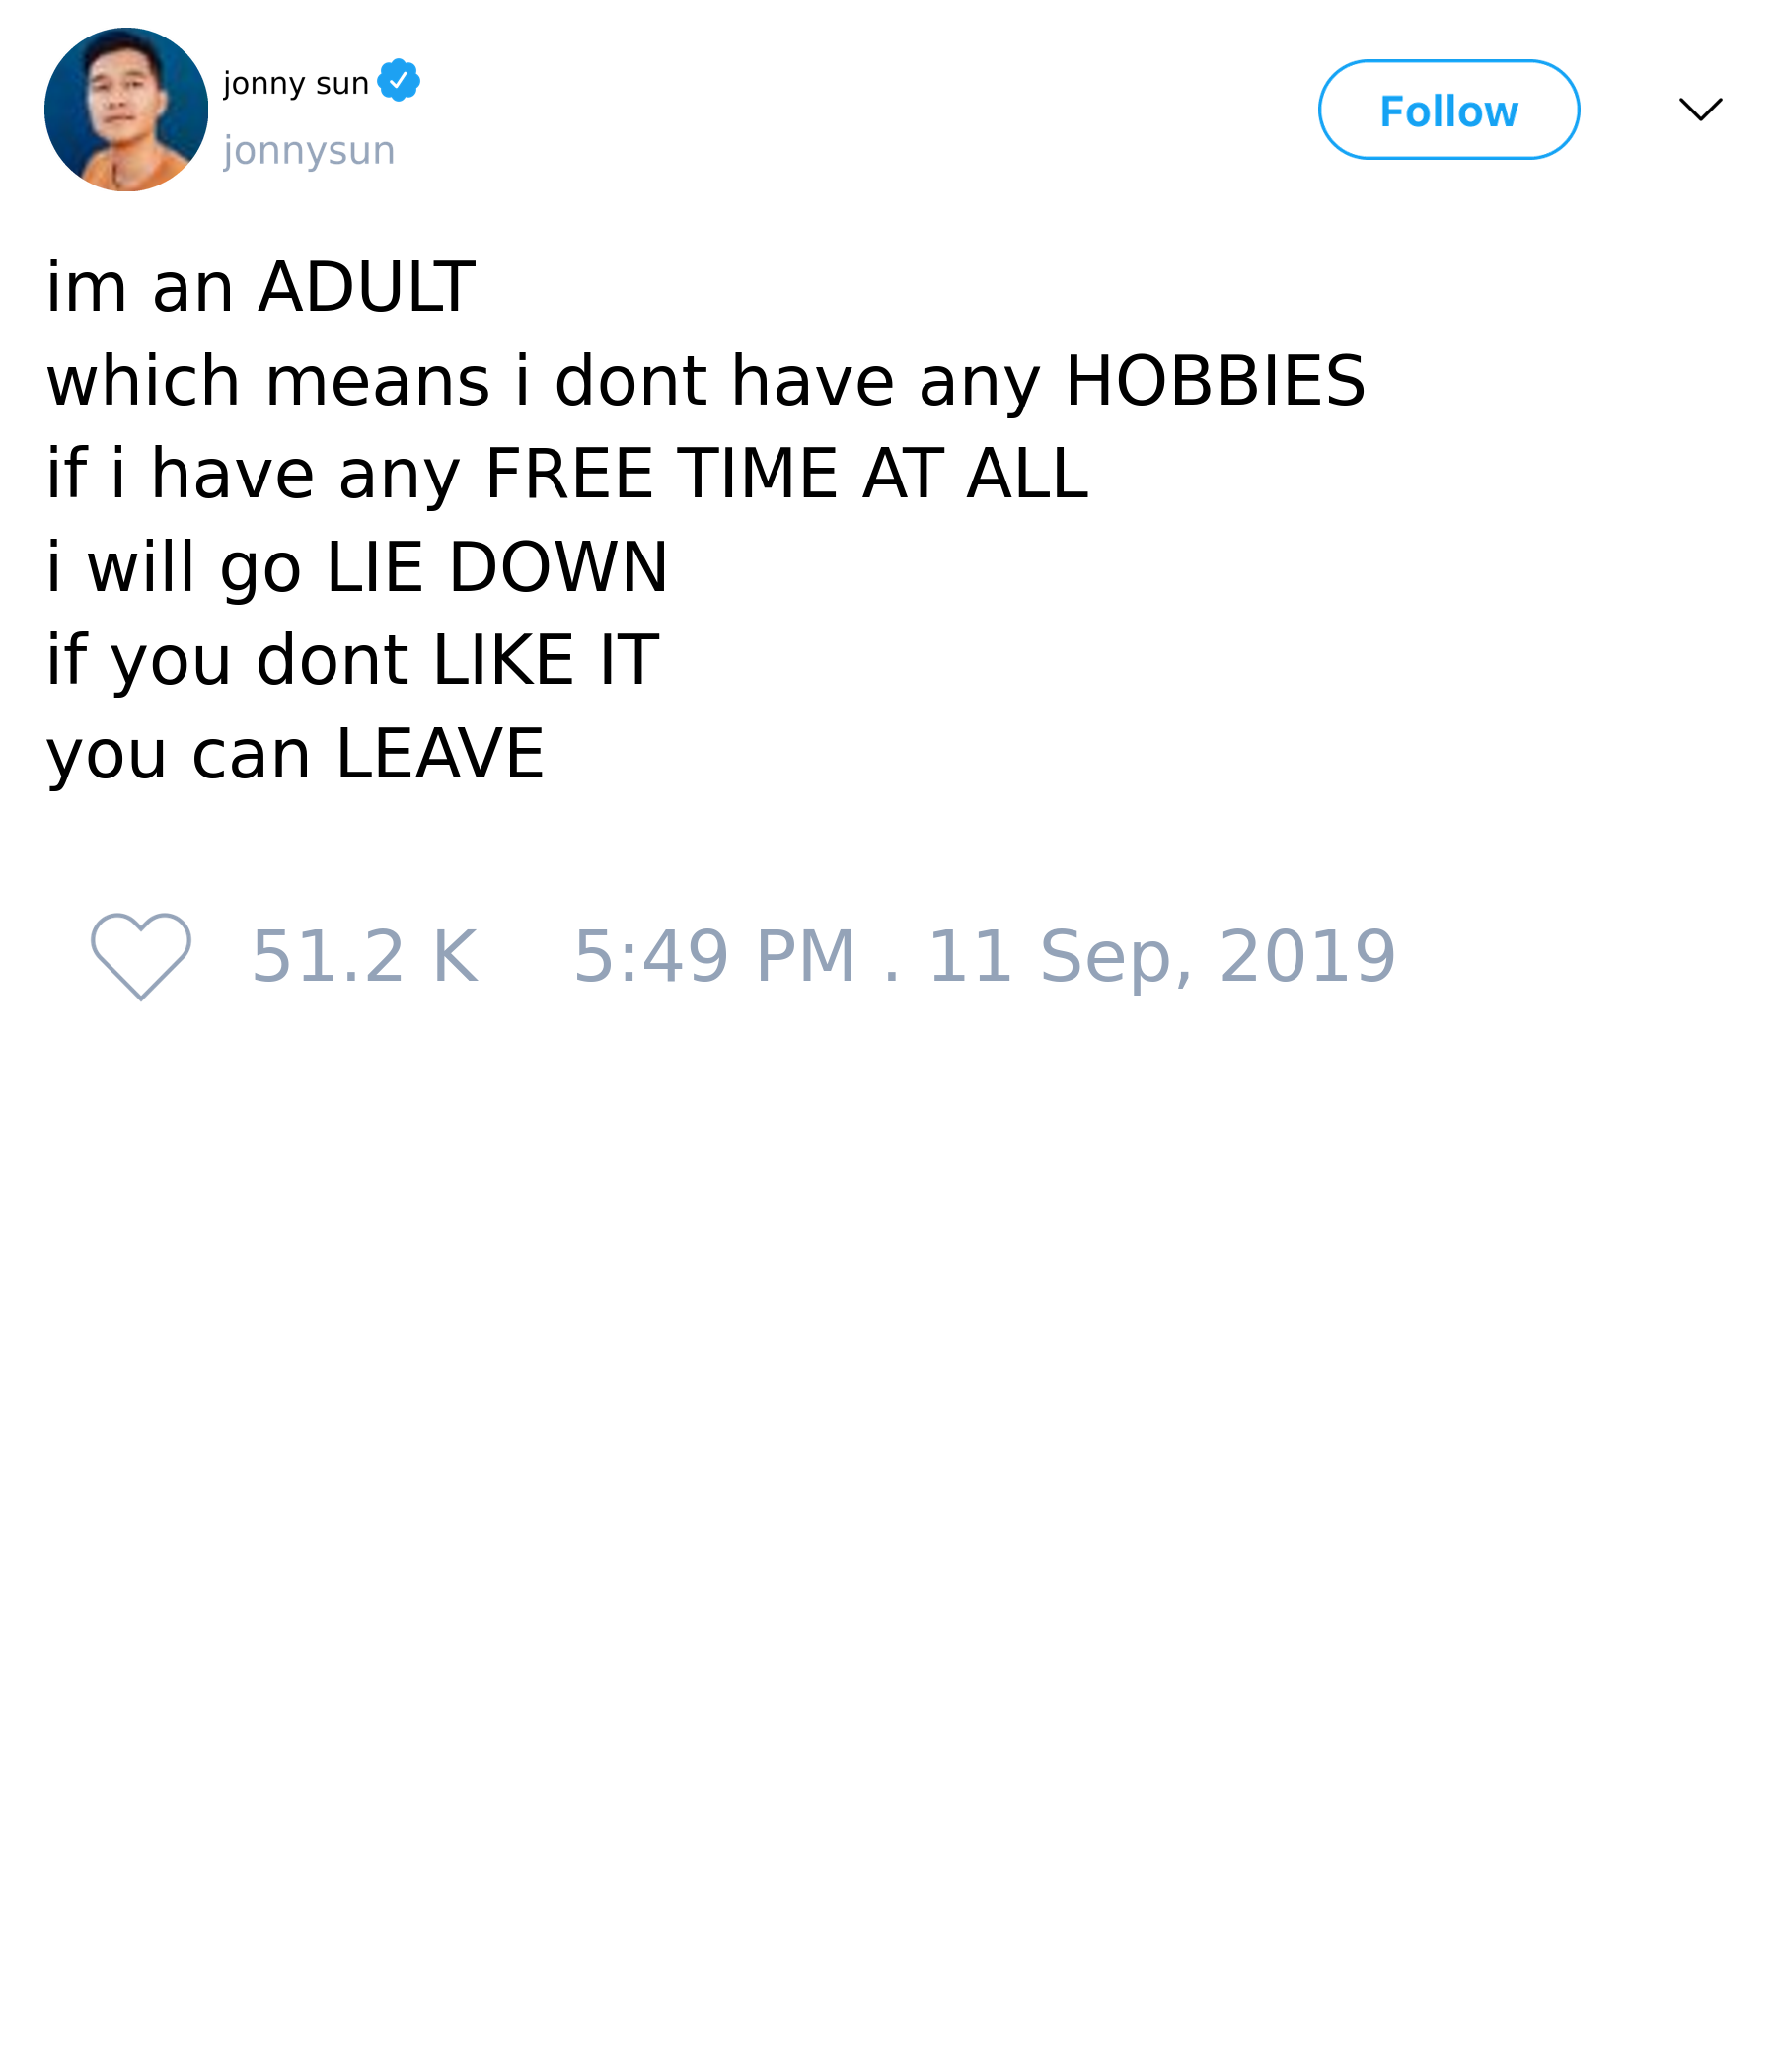 jonny sun
jonnysun
Follow
im an ADULT
which means i dont have any HOBBIES
if i have any FREE TIME AT ALL
i will go LIE DOWN
if you dont LIKE IT
you can LEAVE
51.2 K 5:49 PM . 11 Sep, 2019